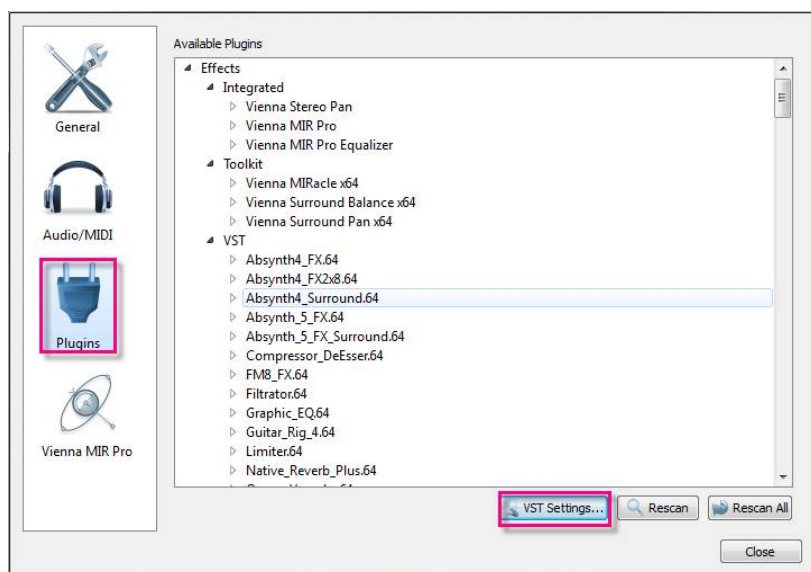 General
Audio/MIDI
Plugins
Vienna MIR Pro
Available Plugins
Effects
Integrated
Vienna Stereo Pan
Vienna MIR Pro
Vienna MIR Pro Equalizer
Toolkit
Vienna MIRacle x64
Vienna Surround Balance x64
Vienna Surround Pan x64
VST
Absynth4_FX.64
Absynth4_FX2x8.64
Absynth4_Surround.64
Absynth_5_FX.64
Absynth_5_FX_Surround.64
Compressor_DeEsser.64
FM8_FX.64
Filtrator.64
Graphic_EQ.64
Guitar_Rig_4.64
Limiter.64
Native_Reverb_Plus.64
VST Settings...
Rescan
Rescan All
Close